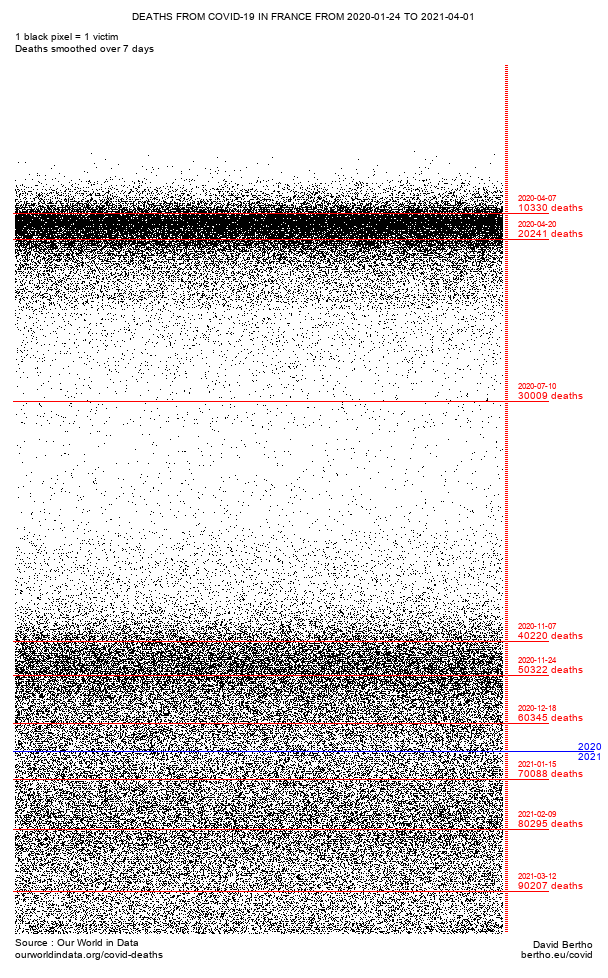 DEATHS FROM COVID-19 IN FRANCE FROM 2020-01-24 TO 2021-04-01
1 black pixel = 1 victim
Deaths smoothed over 7 days
2020-04-07
10330 deaths
2020-04-20
20241 deaths
2020-07-10
30009 deaths
2020-11-07
40220 deaths
2020-11-24
50322 deaths
2020-12-18
60345 deaths
2020
2021
2021-01-15
70088 deaths
2021-02-09
80295 deaths
2021-03-12
90207 deaths
Source : Our World in Data
ourworldindata.org/covid-deaths
David Bertho
bertho.eu/covid